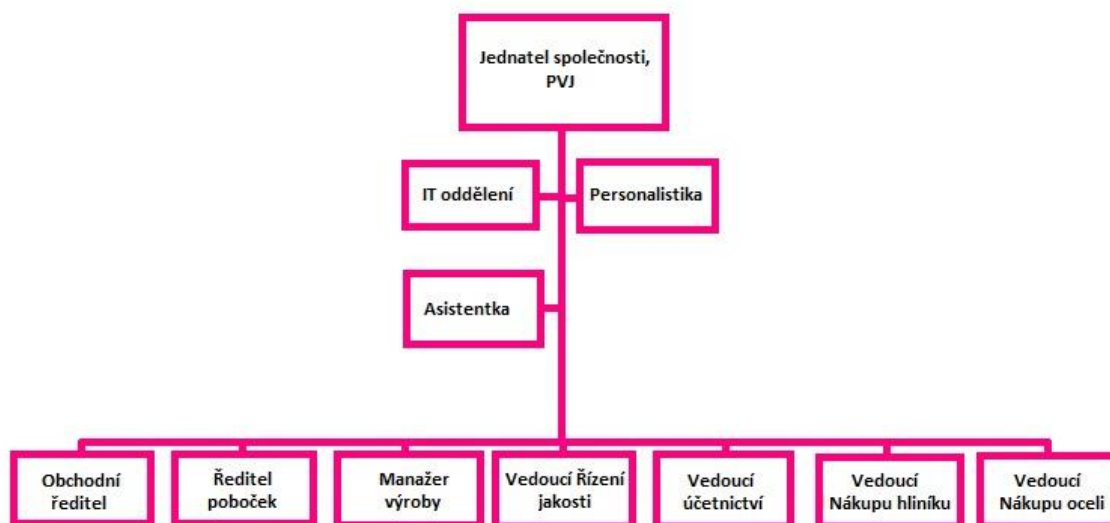 Jednatel společnosti,
PVJ
IT oddělení
Personalistika
Asistentka
Obchodní
ředitel
Ředitel
poboček
Manažer
výroby
Vedoucí Řízení
jakosti
Vedoucí
účetnictví
Vedoucí
Nákupu hliníku
Vedoucí
Nákupu oceli